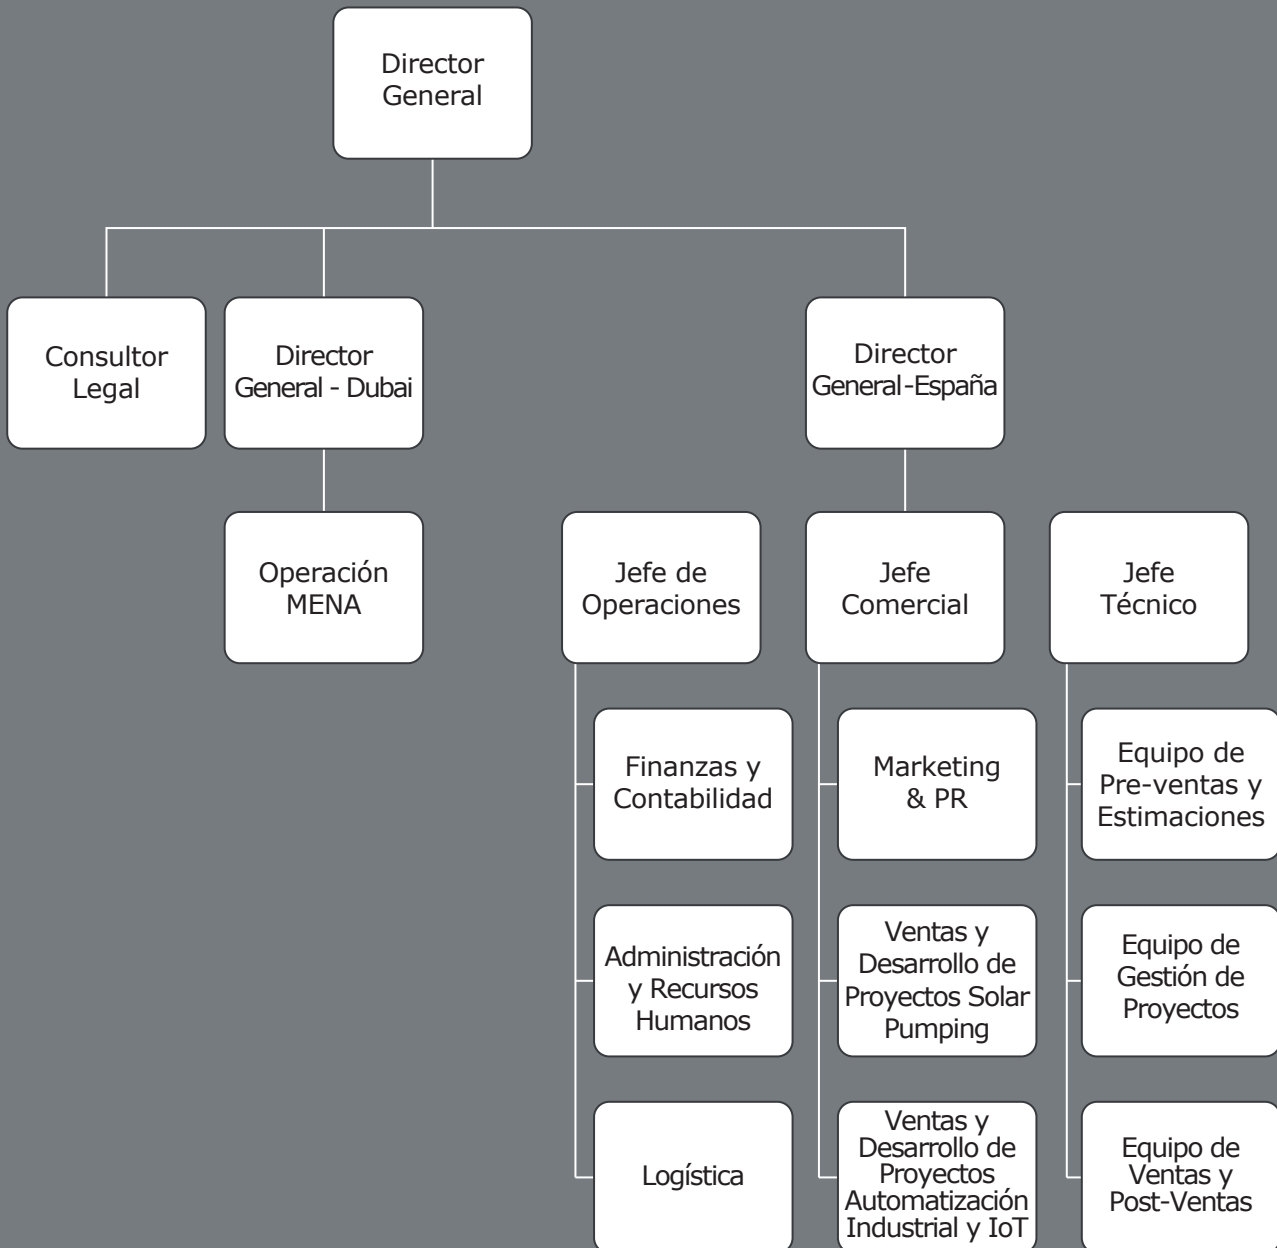 Director
General
Consultor
Legal
Director
General - Dubai
Director
General-España
Operación
MENA
Jefe de
Operaciones
Jefe
Comercial
Jefe
Técnico
Finanzas y
Contabilidad
Marketing
& PR
Equipo de
Pre-ventas y
Estimaciones
Administración
y Recursos
Humanos
Ventas y
Desarrollo de
Proyectos Solar
Pumping
Equipo de
Gestión de
Proyectos
Logística
Ventas y
Desarrollo de
Proyectos
Automatización
Industrial y IoT
Equipo de
Ventas y
Post-Ventas